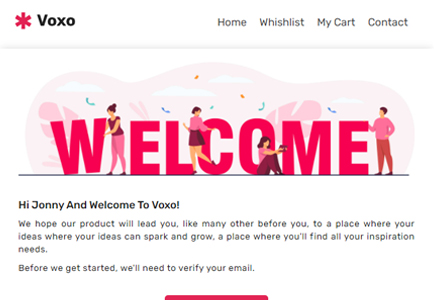 Voxo
Home Whishlist My Cart Contact
WELCOME
Hi Jonny And Welcome To Voxo!
We hope our product will lead you, like many other before you, to a place where your
ideas where your ideas can spark and grow, a place where you'll find all your inspiration
needs.
Before we get started, we'll need to verify your email.